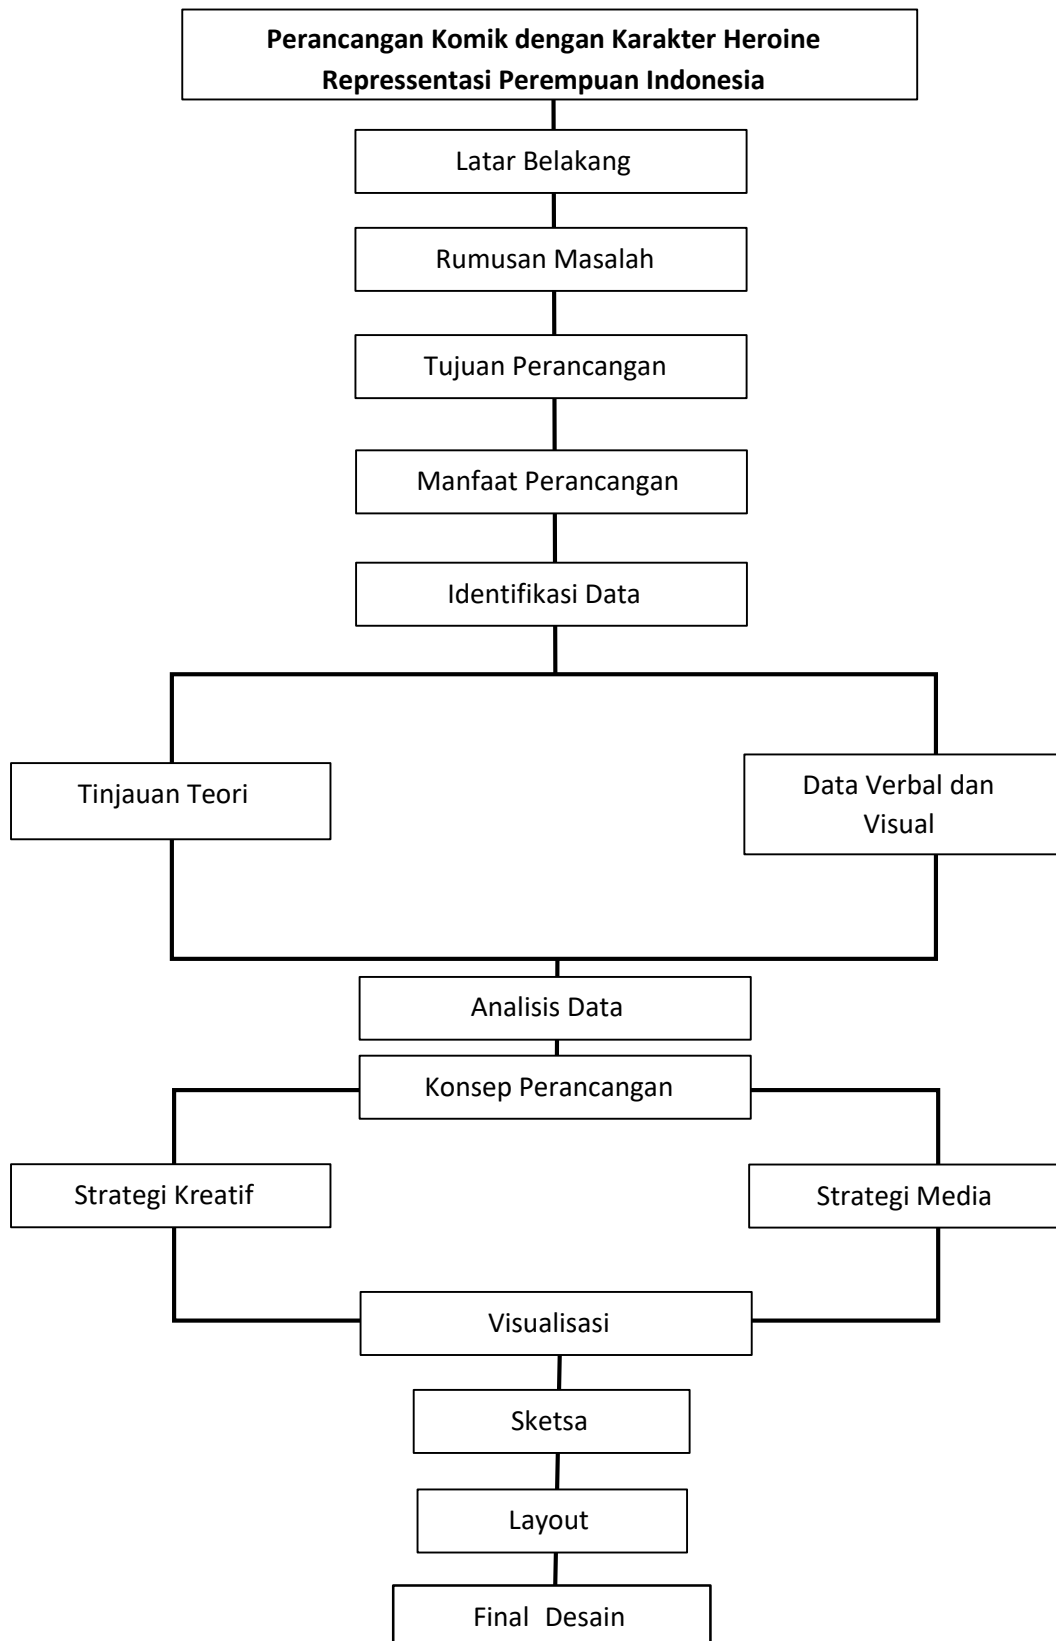 Perancangan Komik dengan Karakter Heroine
Repressentasi Perempuan Indonesia
Latar Belakang
Rumusan Masalah
Tujuan Perancangan
Manfaat Perancangan
Identifikasi Data
Tinjauan Teori
Data Verbal dan
Visual
Analisis Data
Konsep Perancangan
Strategi Kreatif
Strategi Media
Visualisasi
Sketsa
Layout
Final Desain